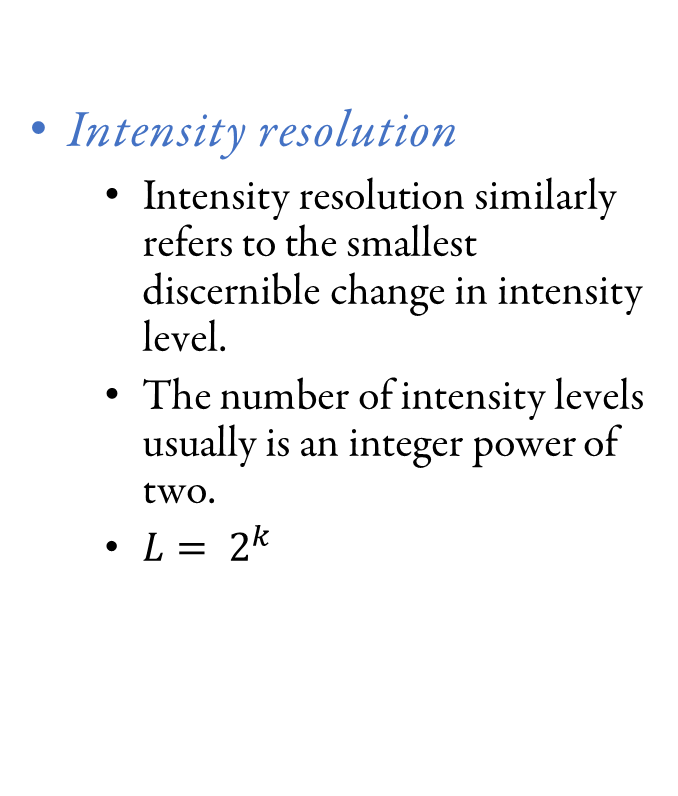 • Intensity resolution
• Intensity resolution similarly
refers to the smallest
discernible change in intensity
level.
• The number of intensity levels
usually is an integer power of
two.
• L = 2^k